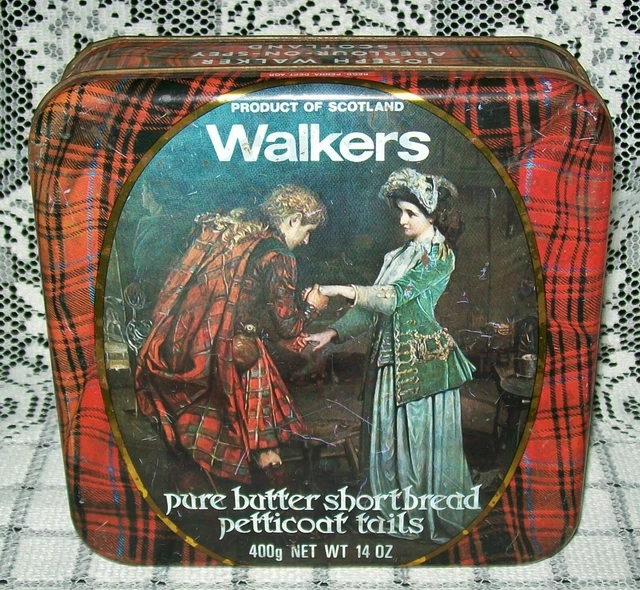 JOSEPH WALKER
ABERLOUR-ON-SPEY
SCOTLAND
PRODUCT OF SCOTLAND
Walkers
pure butter shortbread
petticoat tails
400g NET WT 14 OZ